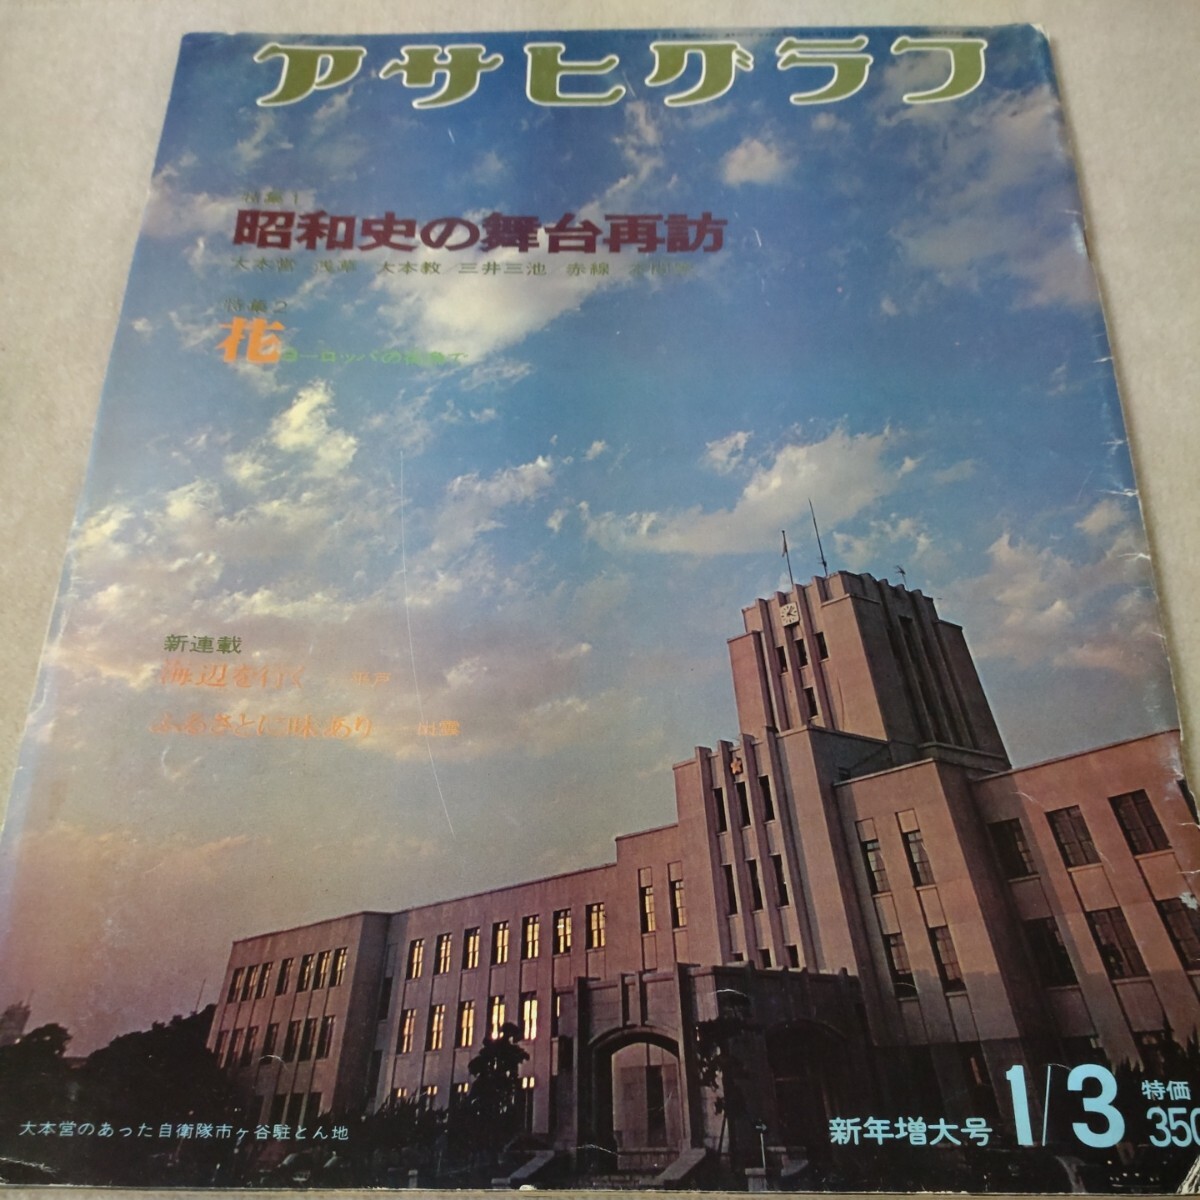 アサヒグラフ
特集1
昭和史の舞台再訪
大本営 浅草 大本教 三井三池 赤線
特集2
花
ヨーロッパの
新連載
海辺を行く 平戸
ふるさとに味あり 出雲
大本営のあった自衛隊市ヶ谷駐とん地
新年増大号 1/3 特価
350